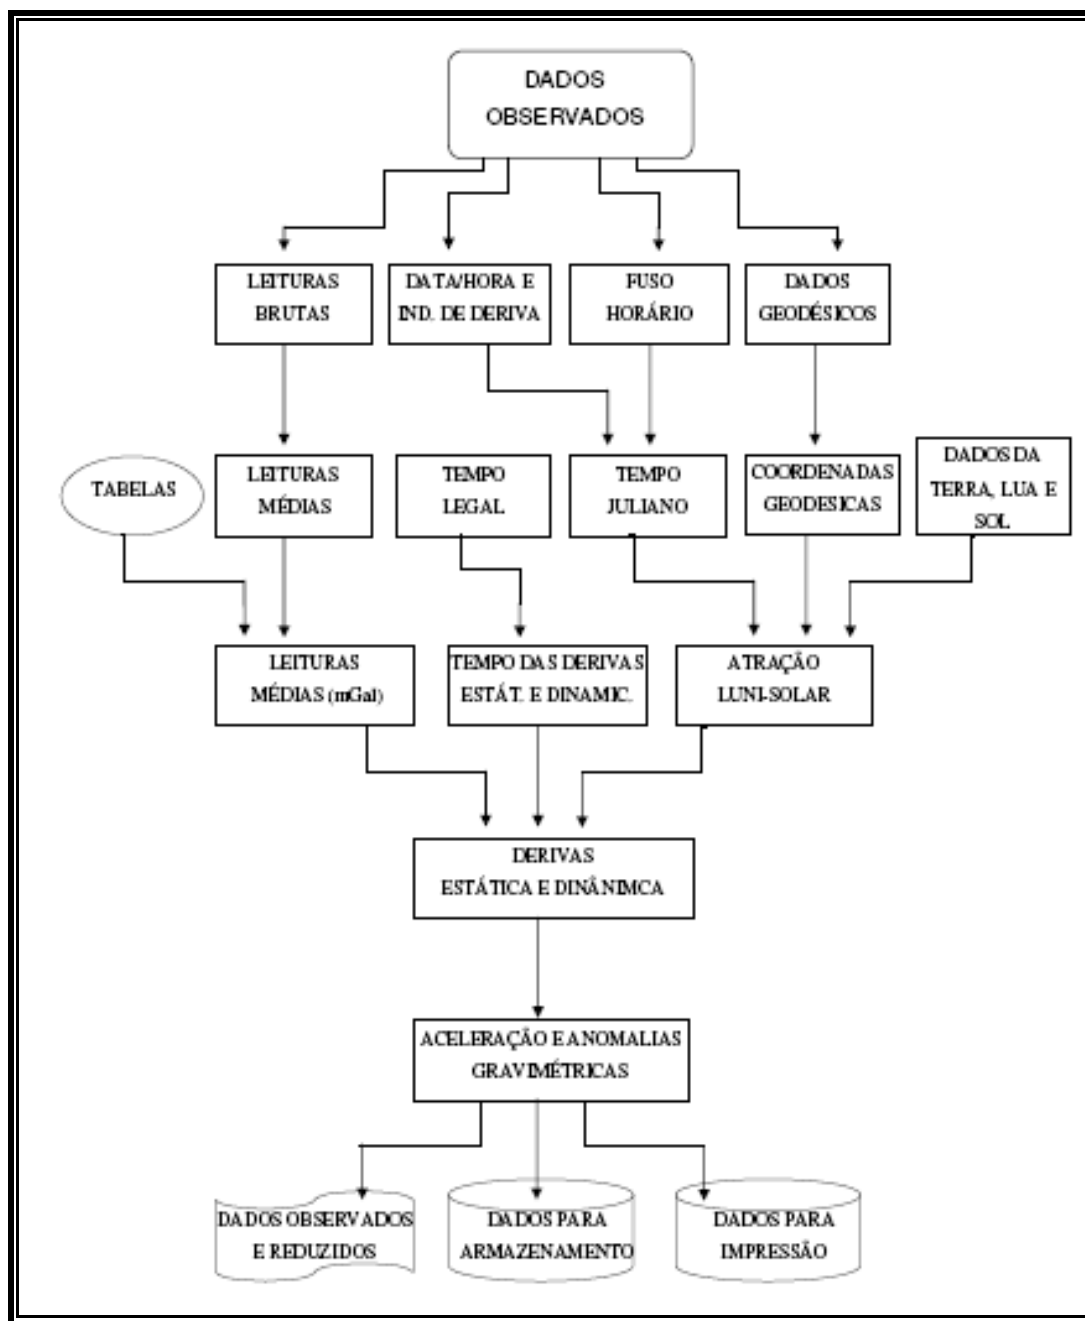 DADOS
OBSERVADOS
LEITURAS
BRUTAS
DATA/HORA E
IND. DE DERIVA
FUSO
HORÁRIO
DADOS
GEODÉSICOS
TABELAS
LEITURAS
MÉDIAS
TEMPO
LEGAL
TEMPO
JULIANO
COORDENADAS
GEODESICAS
DADOS DA
TERRA, LUA E
SOL
LEITURAS
MÉDIAS (mGal)
TEMPO DAS DERIVAS
ESTÁT. E DINAMIC.
ATRAÇÃO
LUNI-SOLAR
DERIVAS
ESTÁTICA E DINÂNIMCA
ACELERAÇÃO E ANOMALIAS
GRAVIMÉTRICAS
DADOS OBSERVADOS
E REDUZIDOS
DADOS PARA
ARMAZENAMENTO
DADOS PARA
IMPRESSÃO